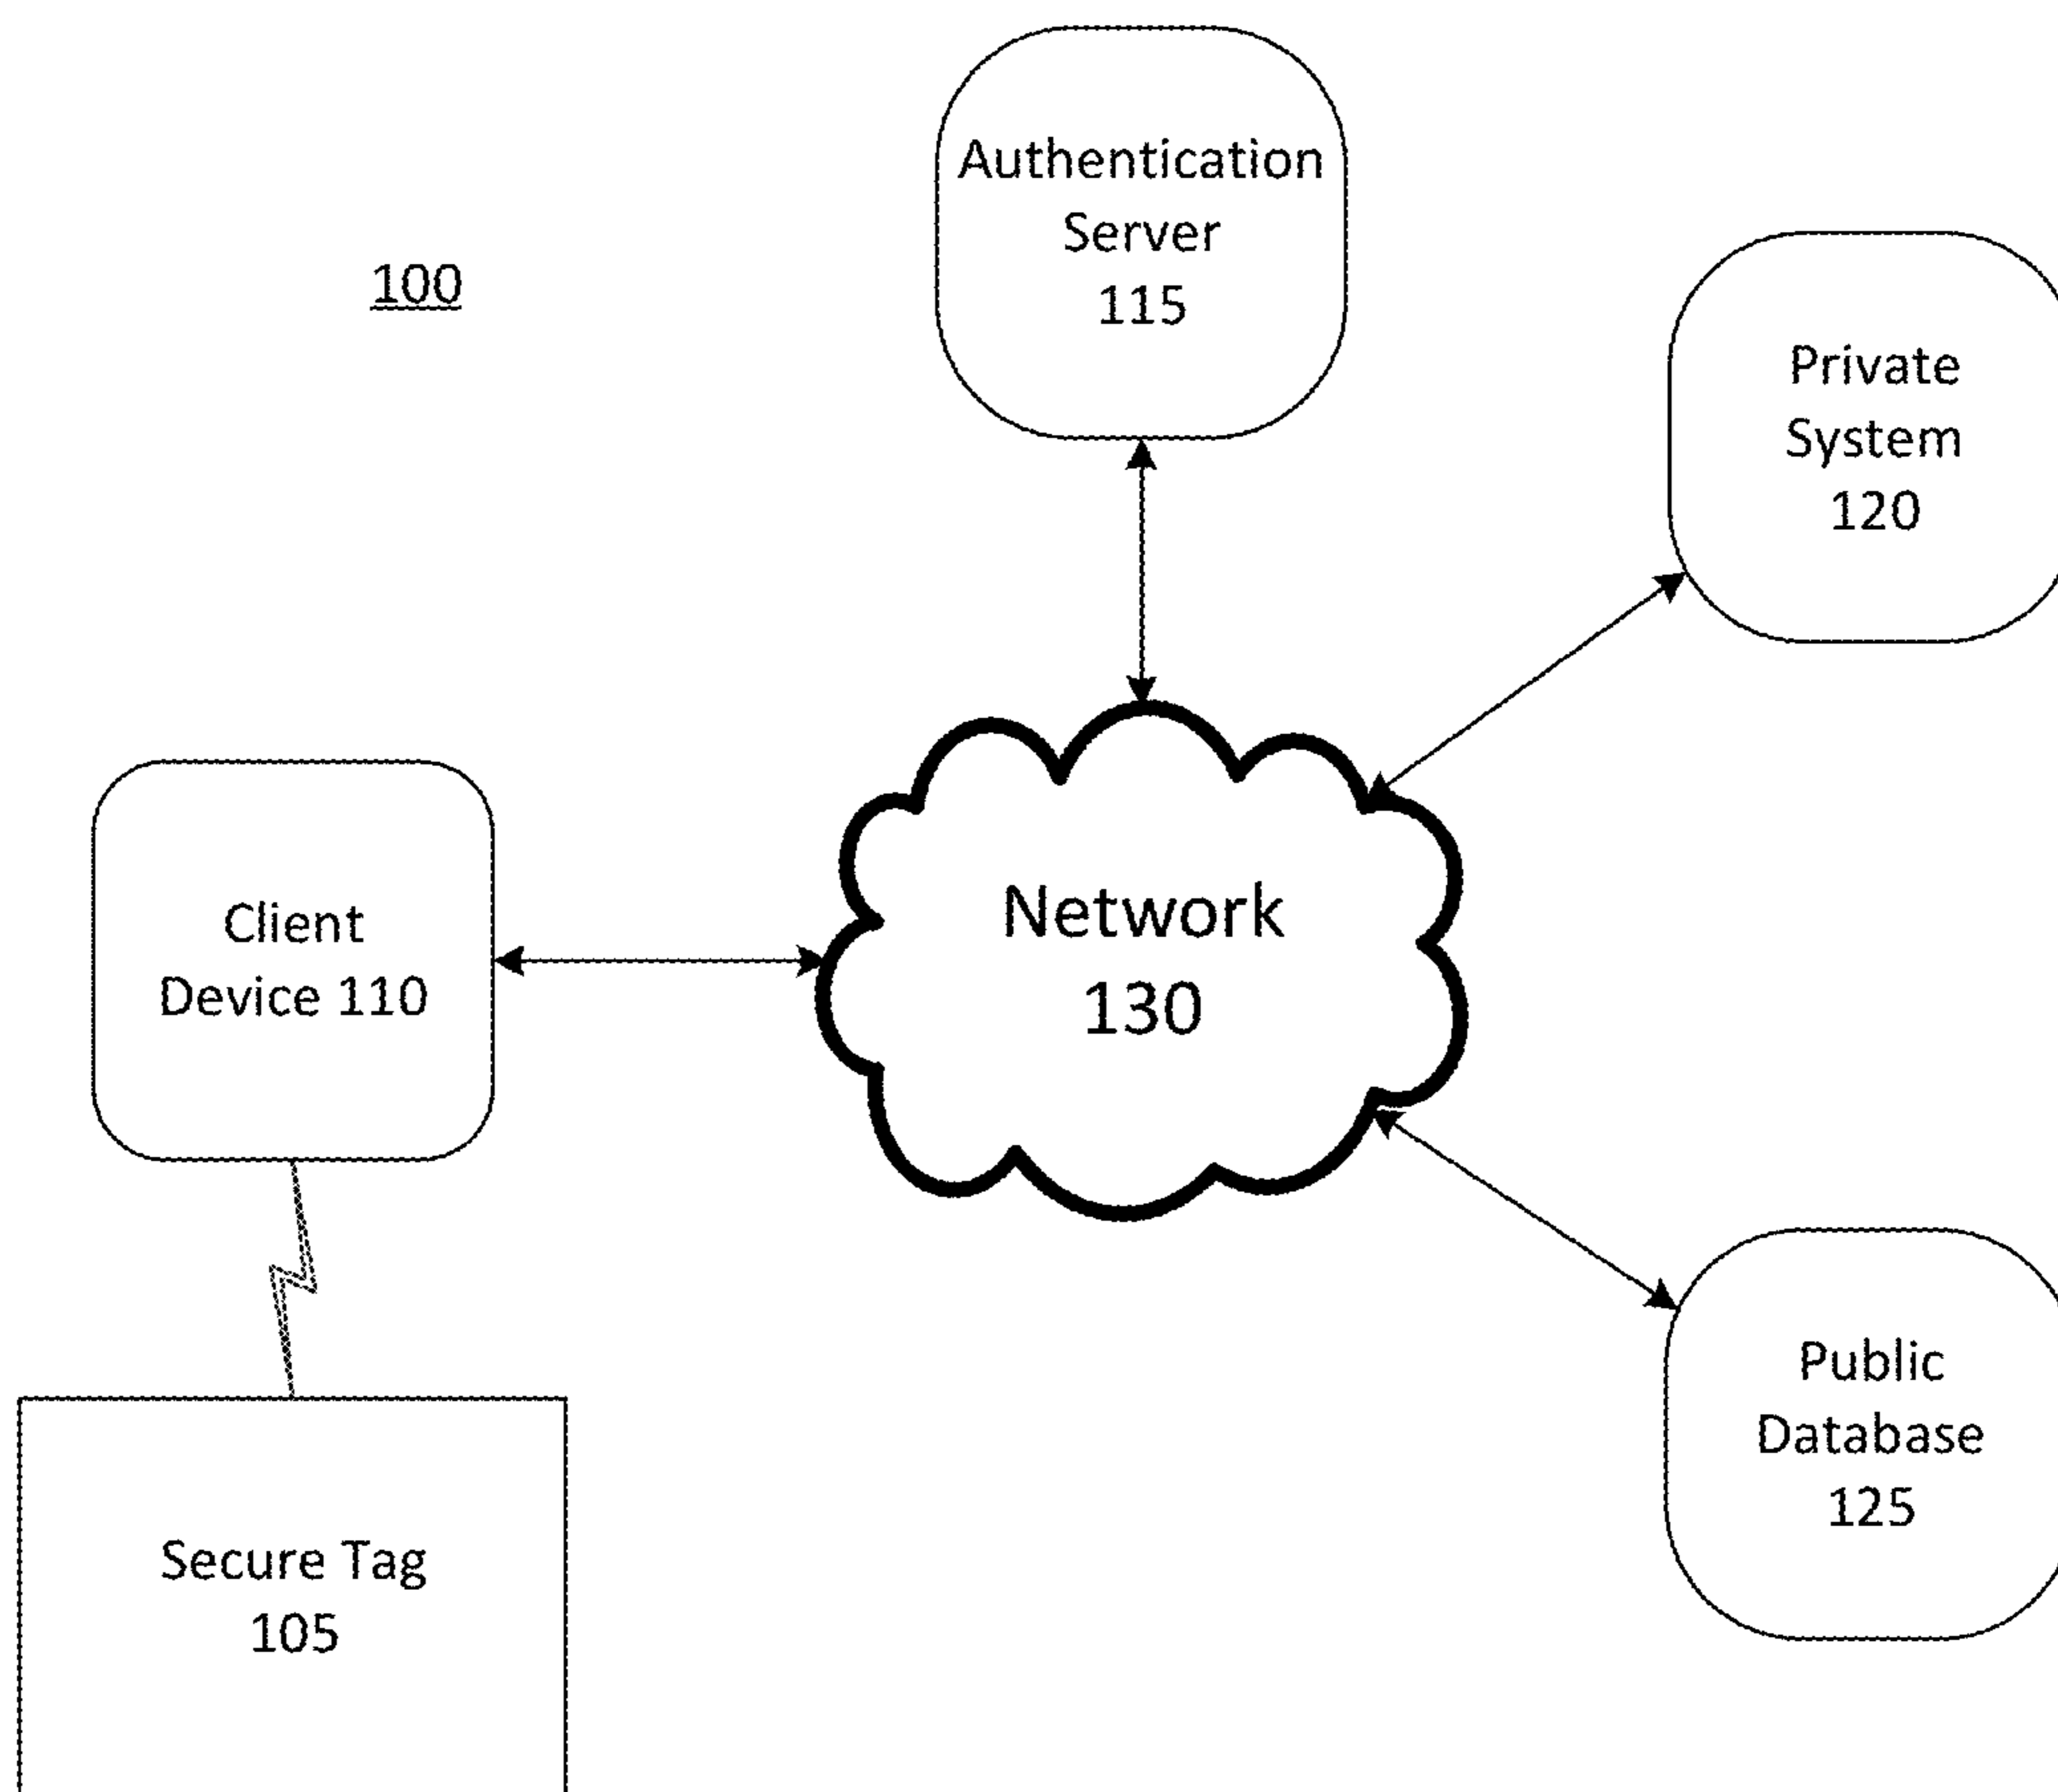 Authentication
Server
115
100
Private
System
120
Client
Device 110
Network
130
Public
Database
125
Secure Tag
105